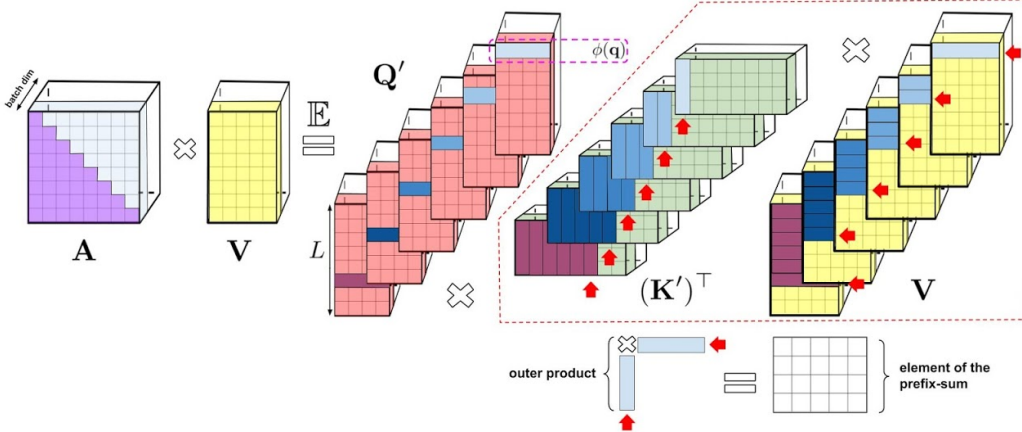 batch dim
A
V
𝔼
Q′
L
ϕ(q)
(K′)⊤
V
outer product
element of the
prefix-sum